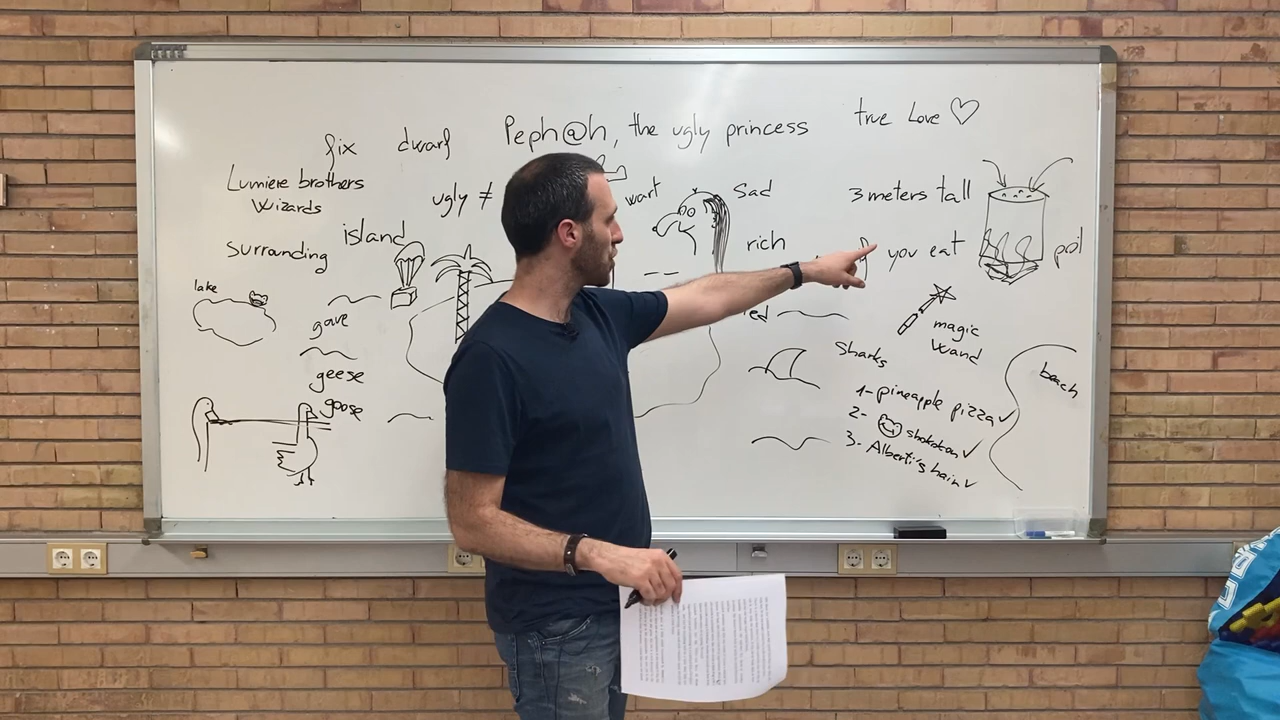 fix dwarf Peph@h, the ugly princess true Love
Lumiere brothers
Wizards
ugly ≠
wart
Sad
3 meters tall
surrounding
island
rich
you eat
lake
gave
magic
wand
Sharks
beach
geese
goose
1- pineapple pizza ✓
2- shokotan ✓
3. Alberti's hair ✓